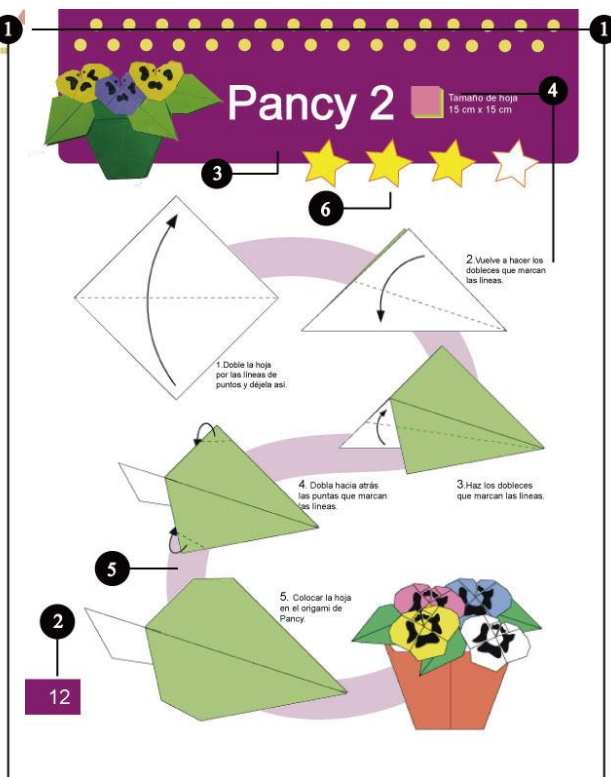 1
1
Pancy 2
4
Tamaño de hoja
15 cm x 15 cm
3
6
2.Vuelve a hacer los
dobleces que marcan
las líneas.
1.Doble la hoja
por las líneas de
puntos y déjela así.
4. Dobla hacia atrás
las puntas que marcan
las líneas.
3.Haz los dobleces
que marcan las líneas.
5
5. Colocar la hoja
en el origami de
Pancy.
2
12